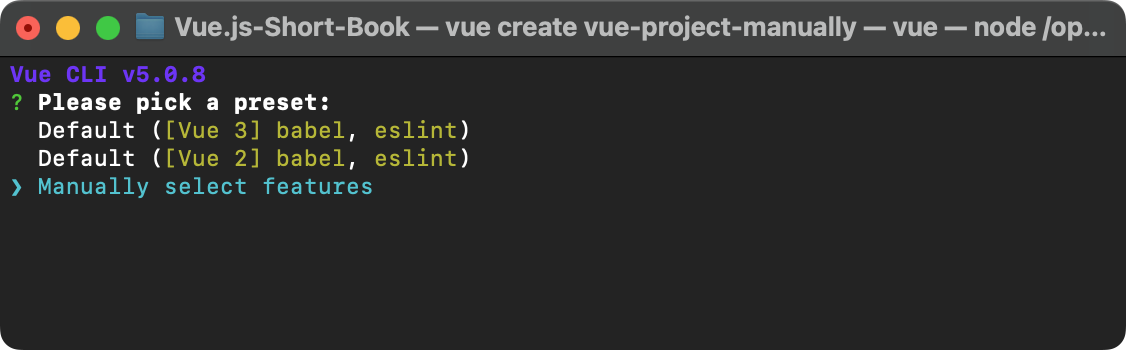 Vue.js-Short-Book — vue create vue-project-manually — vue — node /op...
Vue CLI v5.0.8
? Please pick a preset:
Default ([Vue 3] babel, eslint)
Default ([Vue 2] babel, eslint)
❯ Manually select features